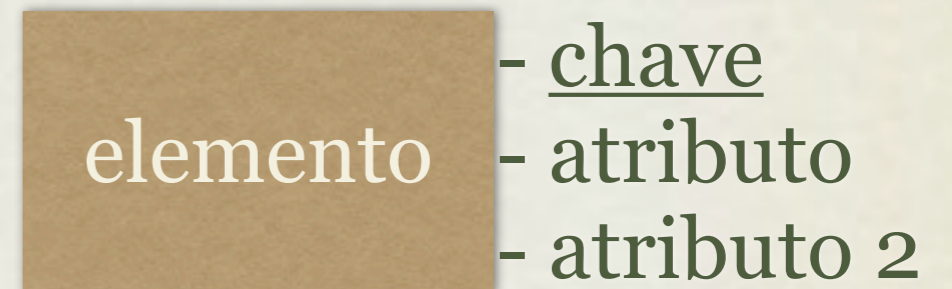 - chave
elemento
- atributo
- atributo 2